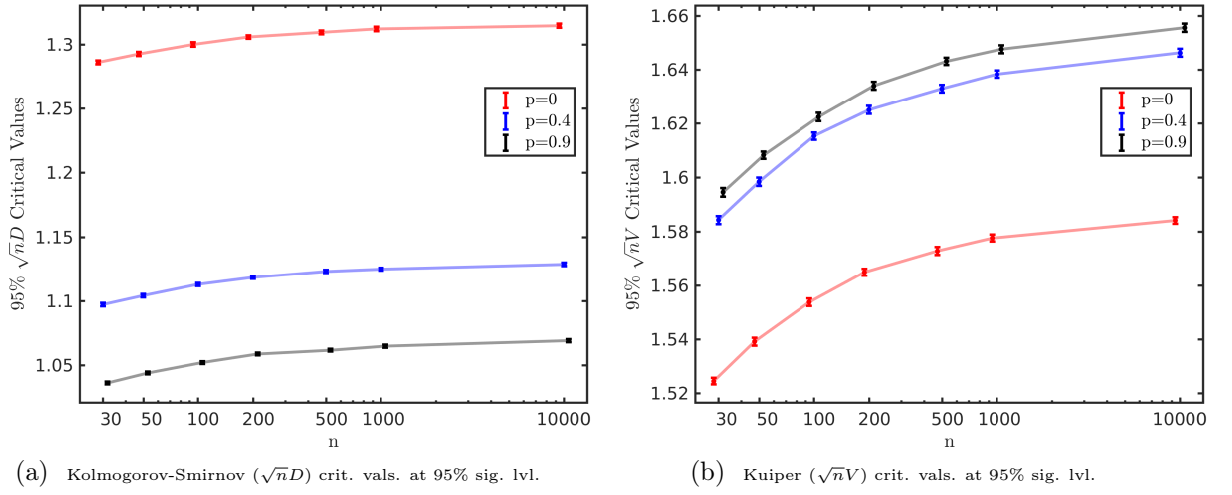 1.3
1.25
1.2
1.15
1.1
1.05
95% √nD Critical Values
p=0
p=0.4
p=0.9
30 50 100 200 500 1000 10000
n
(a) Kolmogorov-Smirnov (√nD) crit. vals. at 95% sig. lvl.
1.66
1.64
1.62
1.6
1.58
1.56
1.54
1.52
95% √nV Critical Values
p=0
p=0.4
p=0.9
30 50 100 200 500 1000 10000
n
(b) Kuiper (√nV) crit. vals. at 95% sig. lvl.